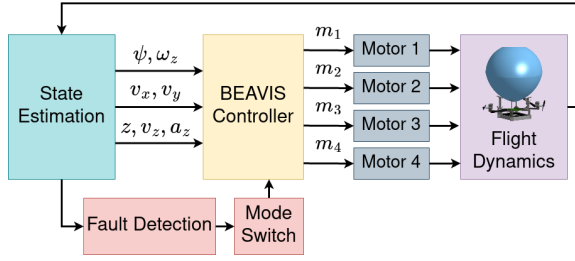 State
Estimation
ψ, ω_z
v_x, v_y
z, v_z, a_z
BEAVIS
Controller
m_1
m_2
m_3
m_4
Motor 1
Motor 2
Motor 3
Motor 4
Flight
Dynamics
Fault Detection
Mode
Switch